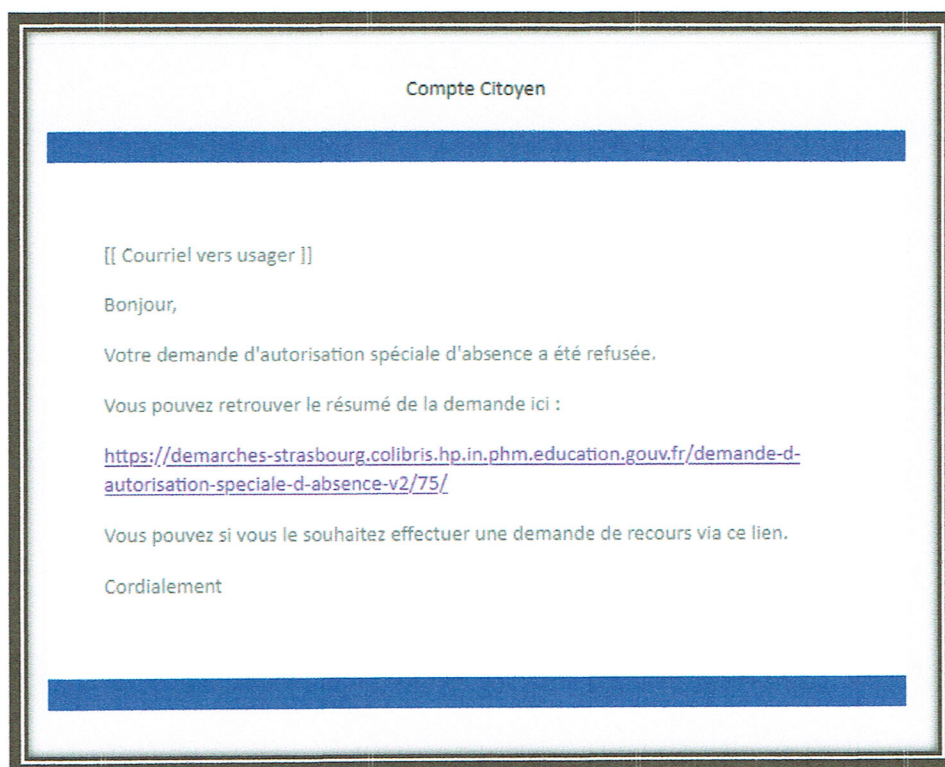 Compte Citoyen
[[ Courriel vers usager ]]
Bonjour,
Votre demande d'autorisation spéciale d'absence a été refusée.
Vous pouvez retrouver le résumé de la demande ici :
https://demarches-strasbourg.colibris.hp.in.phm.education.gouv.fr/demande-d-
autorisation-speciale-d-absence-v2/75/
Vous pouvez si vous le souhaitez effectuer une demande de recours via ce lien.
Cordialement